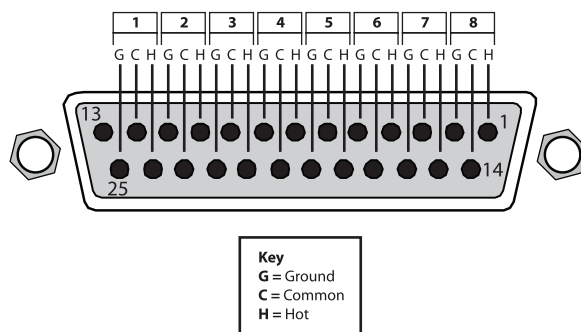 1 2 3 4 5 6 7 8
G C H G C H G C H G C H G C H G C H G C H G C H
13 1
25 14
Key
G = Ground
C = Common
H = Hot